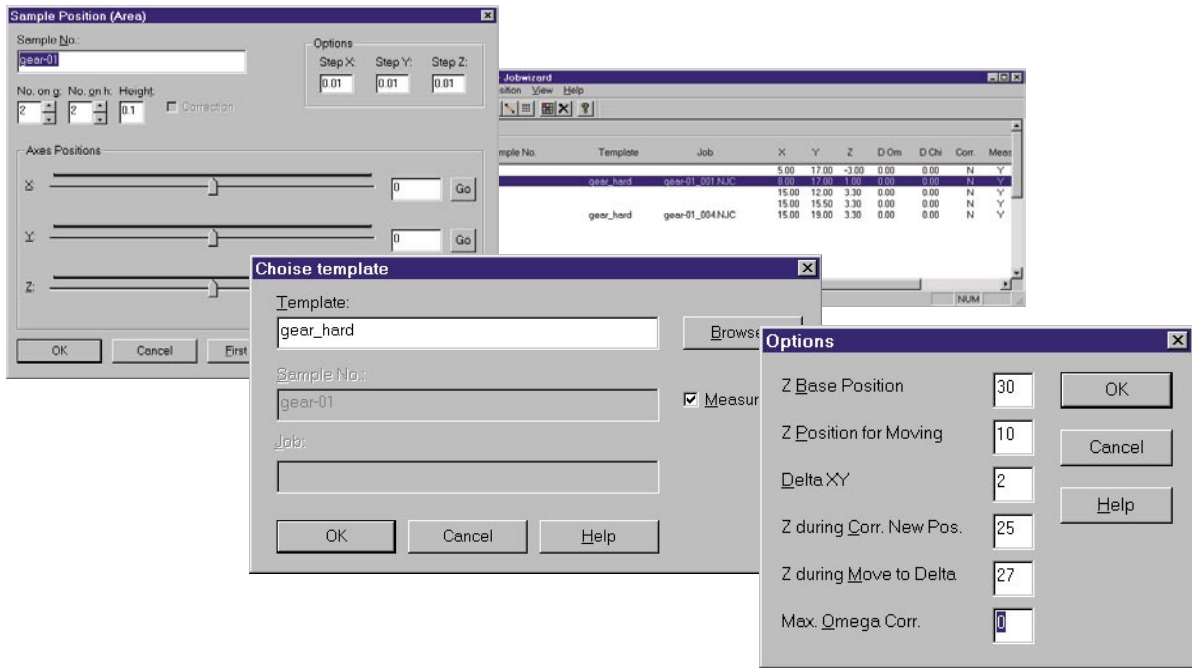 Sample Position (Area)
Sample No.:
gear-01
Options
Step X: Step Y: Step Z:
0.01 0.01 0.01
No. on g: No. on h: Height:
2 2 0.1 Correction
Axes Positions
X: 0 Go
Y: 0 Go
Z:
OK Cancel First
Jobwizard
View Help
Sample No. Template Job X Y Z D Om D Chi Corr. Meas
5.00 17.00 -3.00 0.00 0.00 N Y
gear_hard gear-01_001.NJC 8.00 17.00 1.00 0.00 0.00 N Y
15.00 12.00 3.30 0.00 0.00 N Y
15.00 15.50 3.30 0.00 0.00 N Y
gear_hard gear-01_004.NJC 15.00 19.00 3.30 0.00 0.00 N Y
NUM
Choise template
Template:
gear_hard
Browse
Sample No.:
gear-01
Measur
Job:
OK Cancel Help
Options
Z Base Position 30 OK
Z Position for Moving 10 Cancel
Delta XY 2 Help
Z during Corr. New Pos. 25
Z during Move to Delta 27
Max. Omega Corr. 0